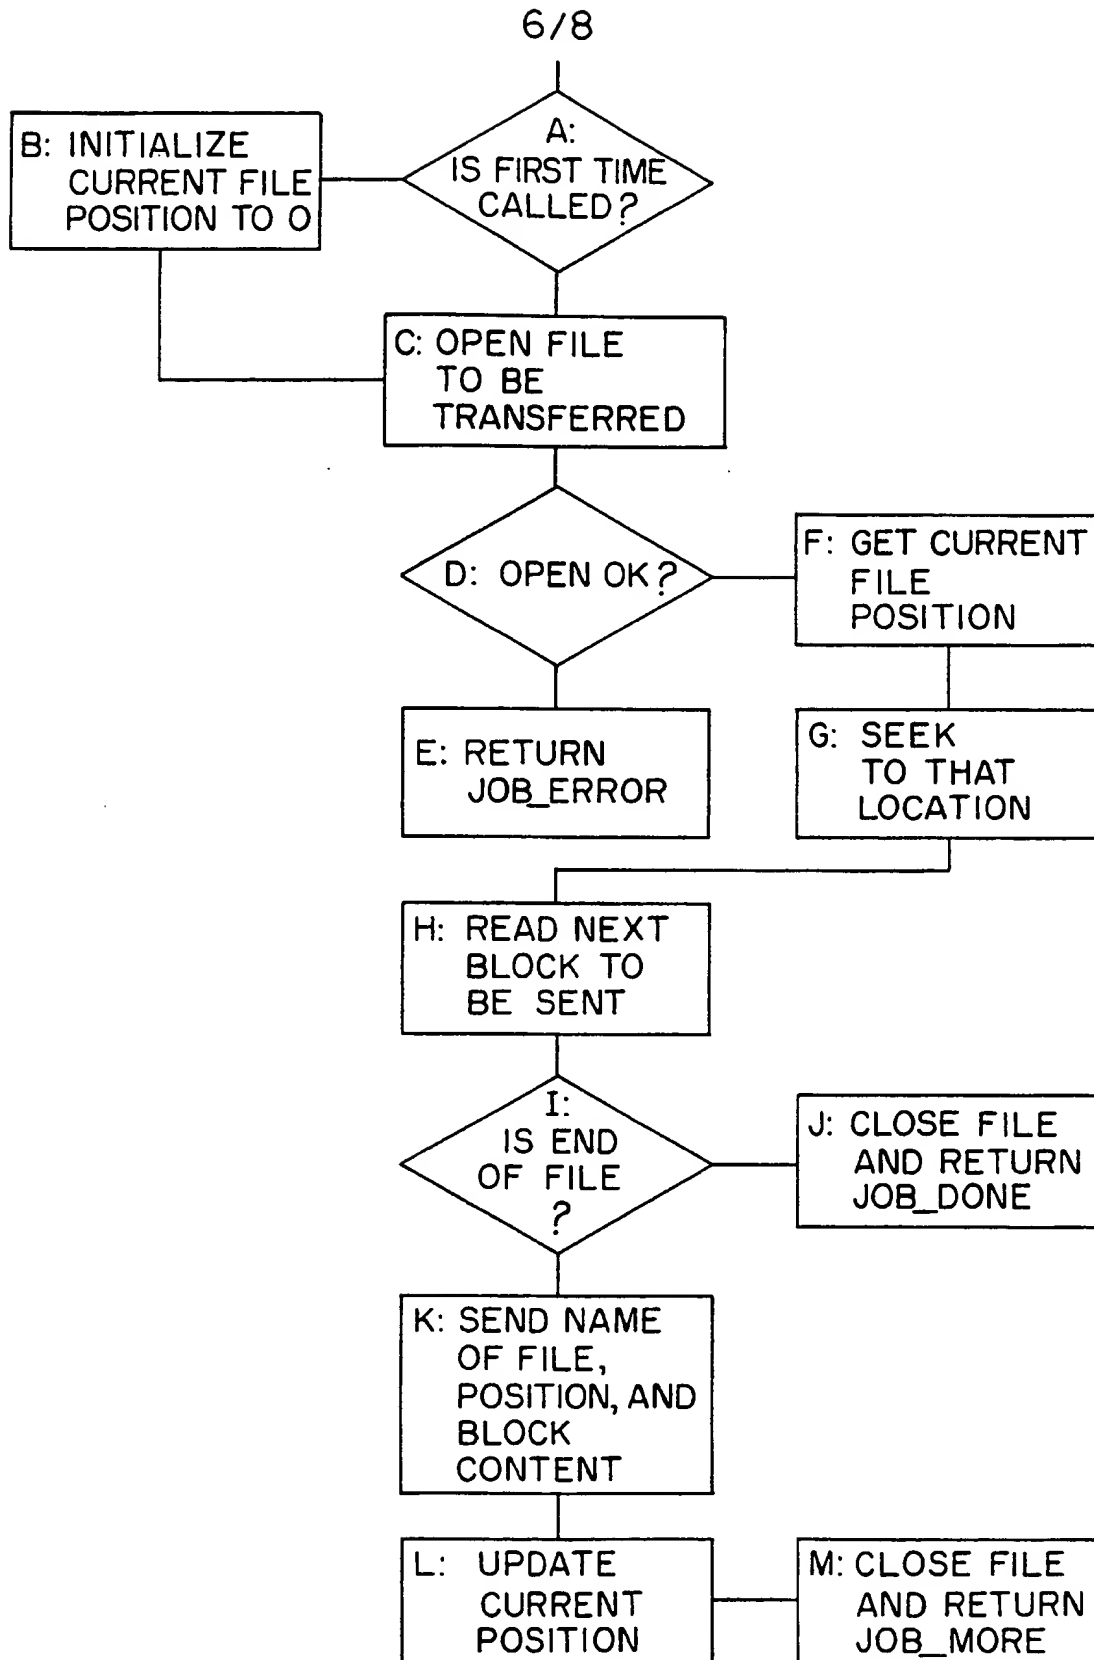 6/8
A:
IS FIRST TIME
CALLED?
B: INITIALIZE
CURRENT FILE
POSITION TO 0
C: OPEN FILE
TO BE
TRANSFERRED
D: OPEN OK?
F: GET CURRENT
FILE
POSITION
E: RETURN
JOB_ERROR
G: SEEK
TO THAT
LOCATION
H: READ NEXT
BLOCK TO
BE SENT
I:
IS END
OF FILE
?
J: CLOSE FILE
AND RETURN
JOB_DONE
K: SEND NAME
OF FILE,
POSITION, AND
BLOCK
CONTENT
L: UPDATE
CURRENT
POSITION
M: CLOSE FILE
AND RETURN
JOB_MORE